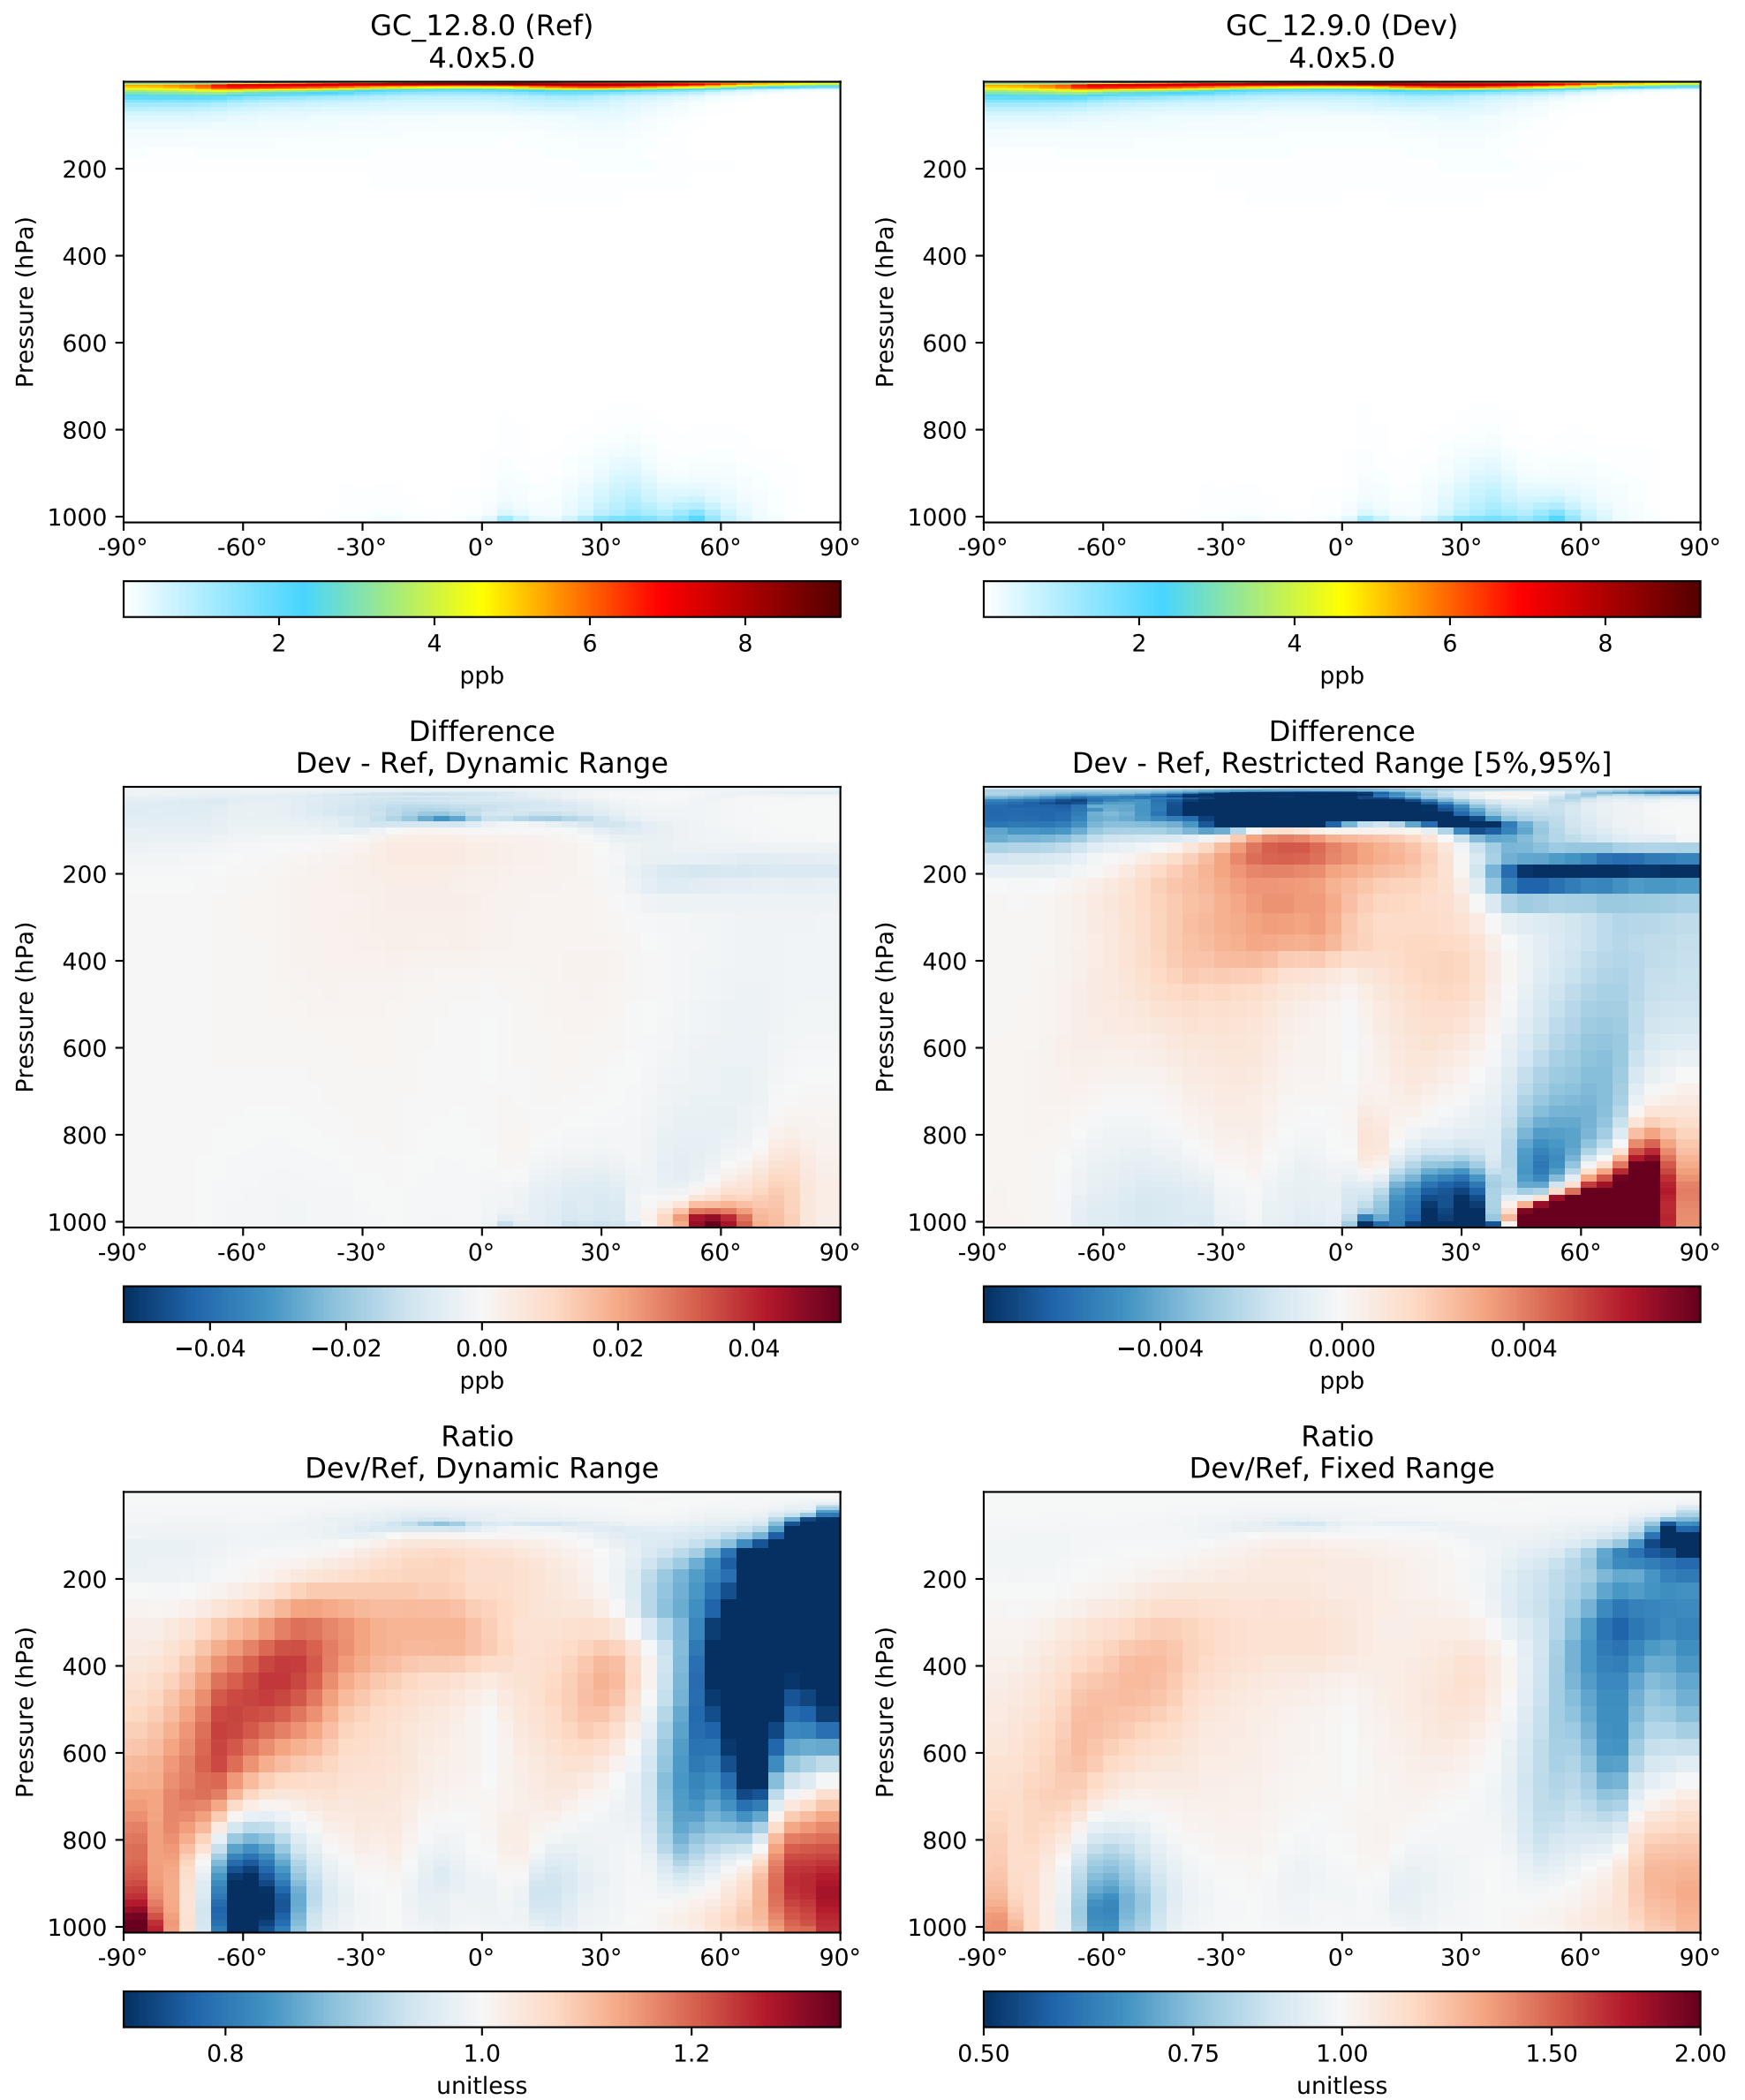 GC_12.8.0 (Ref)
4.0x5.0
Pressure (hPa)
200
400
600
800
1000
-90° -60° -30° 0° 30° 60° 90°
2 4 6 8
ppb
GC_12.9.0 (Dev)
4.0x5.0
Pressure (hPa)
200
400
600
800
1000
-90° -60° -30° 0° 30° 60° 90°
2 4 6 8
ppb
Difference
Dev - Ref, Dynamic Range
Pressure (hPa)
200
400
600
800
1000
-90° -60° -30° 0° 30° 60° 90°
−0.04 −0.02 0.00 0.02 0.04
ppb
Difference
Dev - Ref, Restricted Range [5%,95%]
Pressure (hPa)
200
400
600
800
1000
-90° -60° -30° 0° 30° 60° 90°
−0.004 0.000 0.004
ppb
Ratio
Dev/Ref, Dynamic Range
Pressure (hPa)
200
400
600
800
1000
-90° -60° -30° 0° 30° 60° 90°
0.8 1.0 1.2
unitless
Ratio
Dev/Ref, Fixed Range
Pressure (hPa)
200
400
600
800
1000
-90° -60° -30° 0° 30° 60° 90°
0.50 0.75 1.00 1.50 2.00
unitless